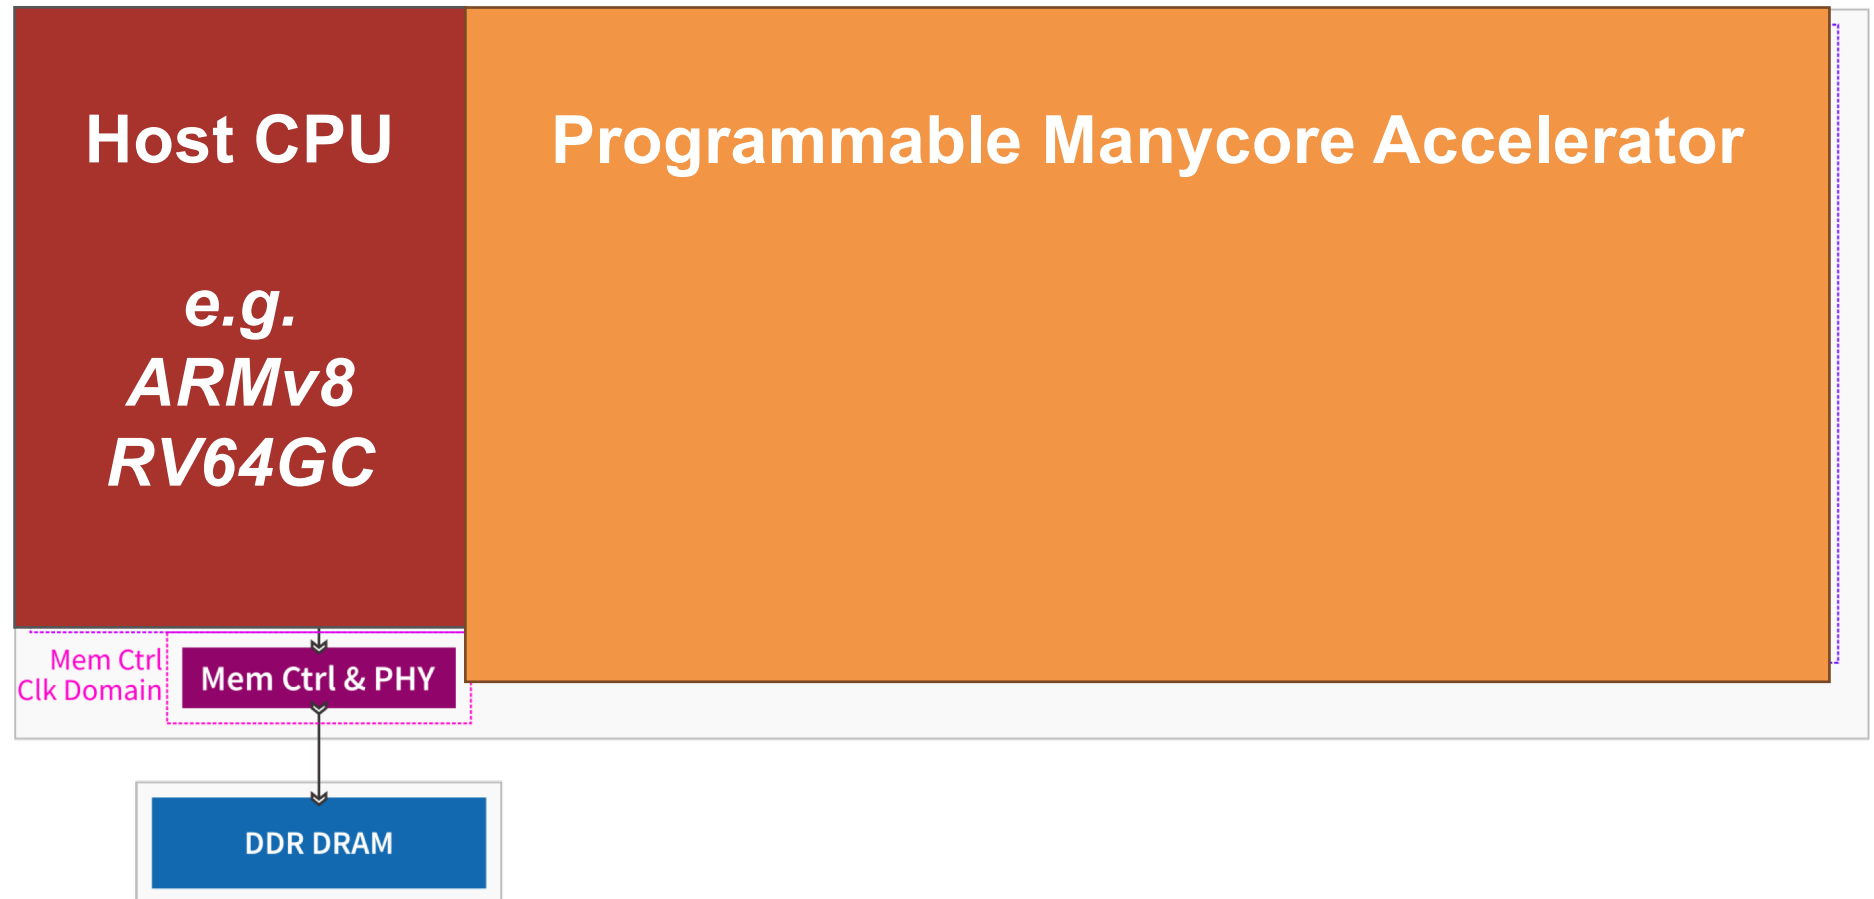 Host CPU
e.g.
ARMv8
RV64GC
Programmable Manycore Accelerator
Mem Ctrl
Clk Domain
Mem Ctrl & PHY
DDR DRAM